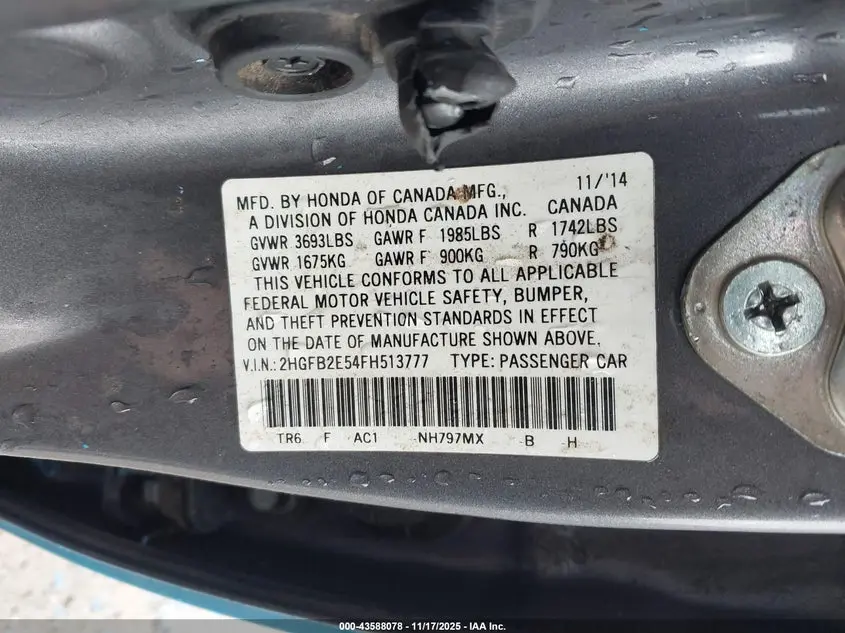 MFD. BY HONDA OF CANADA MFG., 11/'14
A DIVISION OF HONDA CANADA INC. CANADA
GVWR 3693LBS GAWR F 1985LBS R 1742LBS
GVWR 1675KG GAWR F 900KG R 790KG
THIS VEHICLE CONFORMS TO ALL APPLICABLE
FEDERAL MOTOR VEHICLE SAFETY, BUMPER,
AND THEFT PREVENTION STANDARDS IN EFFECT
ON THE DATE OF MANUFACTURE SHOWN ABOVE.
V.I.N.:2HGFB2E54FH513777 TYPE:PASSENGER CAR
TR6 F AC1 NH797MX B H
000-43588078 - 11/17/2025 - IAA Inc.